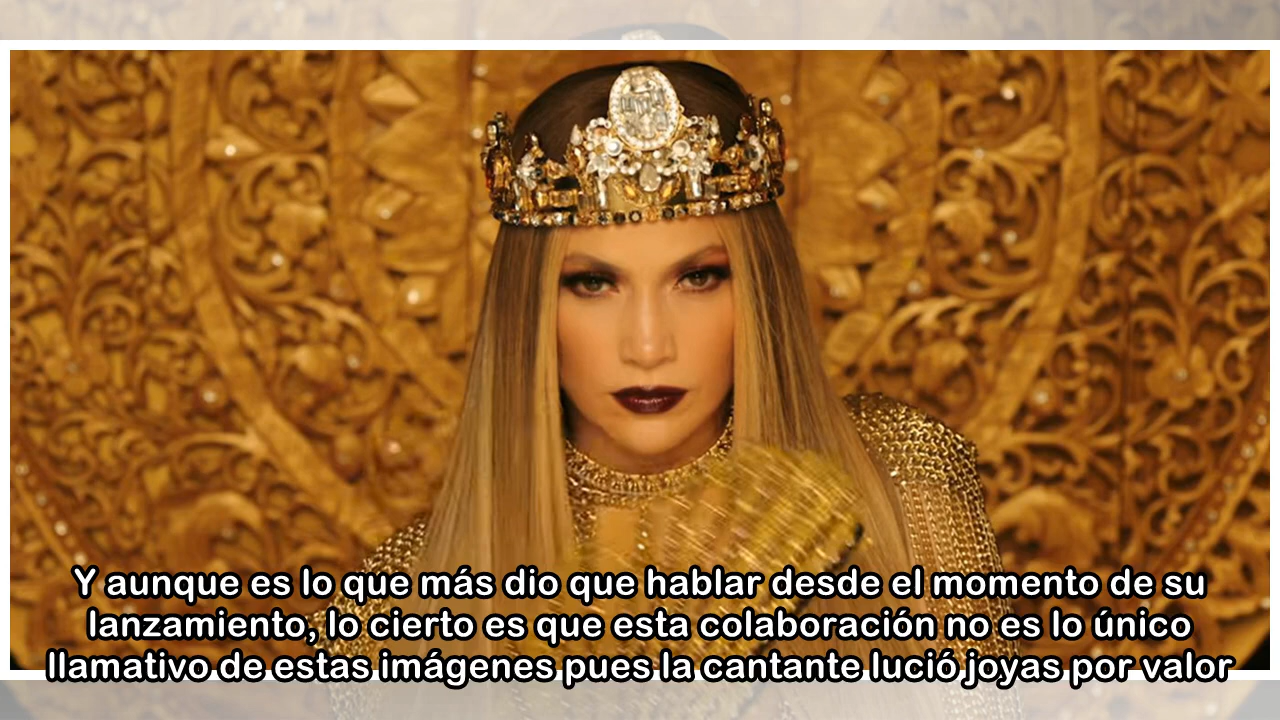 Y aunque es lo que más dio que hablar desde el momento de su
lanzamiento, lo cierto es que esta colaboración no es lo único
llamativo de estas imágenes pues la cantante lució joyas por valor